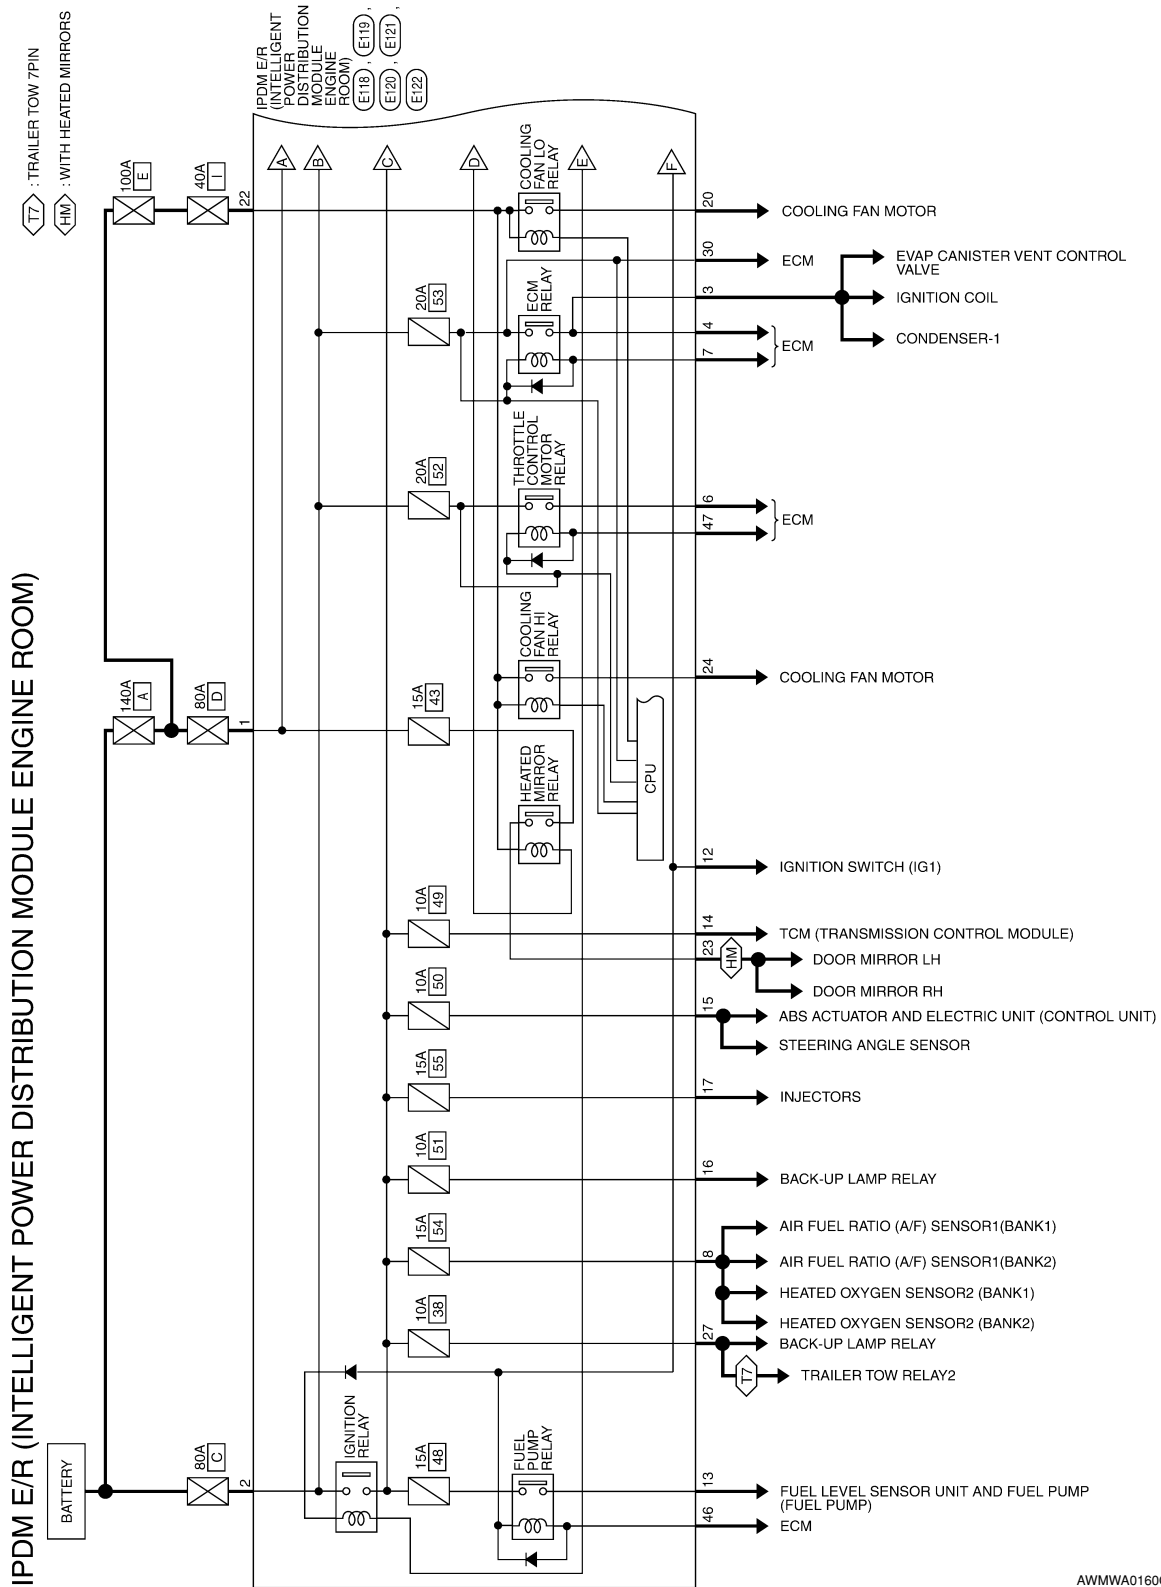 IPDM E/R (INTELLIGENT POWER DISTRIBUTION MODULE ENGINE ROOM)
T7 : TRAILER TOW 7PIN
HM : WITH HEATED MIRRORS
IPDM E/R
(INTELLIGENT
POWER
DISTRIBUTION
MODULE
ENGINE
ROOM)
E118 , E119 ,
E120 , E121 ,
E122
BATTERY
140A
A
100A
E
40A
I
80A
D
80A
C
22
1
2
A
B
C
D
E
F
COOLING
FAN LO
RELAY
20
COOLING FAN MOTOR
30
ECM
20A
53
ECM
RELAY
3
EVAP CANISTER VENT CONTROL
VALVE
IGNITION COIL
CONDENSER-1
4
7
ECM
20A
52
THROTTLE
CONTROL
MOTOR
RELAY
6
47
ECM
COOLING
FAN HI
RELAY
24
COOLING FAN MOTOR
15A
43
HEATED
MIRROR
RELAY
CPU
12
IGNITION SWITCH (IG1)
10A
49
14
TCM (TRANSMISSION CONTROL MODULE)
23
HM
DOOR MIRROR LH
DOOR MIRROR RH
10A
50
15
ABS ACTUATOR AND ELECTRIC UNIT (CONTROL UNIT)
STEERING ANGLE SENSOR
15A
55
17
INJECTORS
10A
51
16
BACK-UP LAMP RELAY
15A
54
8
AIR FUEL RATIO (A/F) SENSOR1(BANK1)
AIR FUEL RATIO (A/F) SENSOR1(BANK2)
HEATED OXYGEN SENSOR2 (BANK1)
HEATED OXYGEN SENSOR2 (BANK2)
10A
38
27
BACK-UP LAMP RELAY
T7
TRAILER TOW RELAY2
IGNITION
RELAY
15A
48
FUEL
PUMP
RELAY
13
FUEL LEVEL SENSOR UNIT AND FUEL PUMP
(FUEL PUMP)
46
ECM